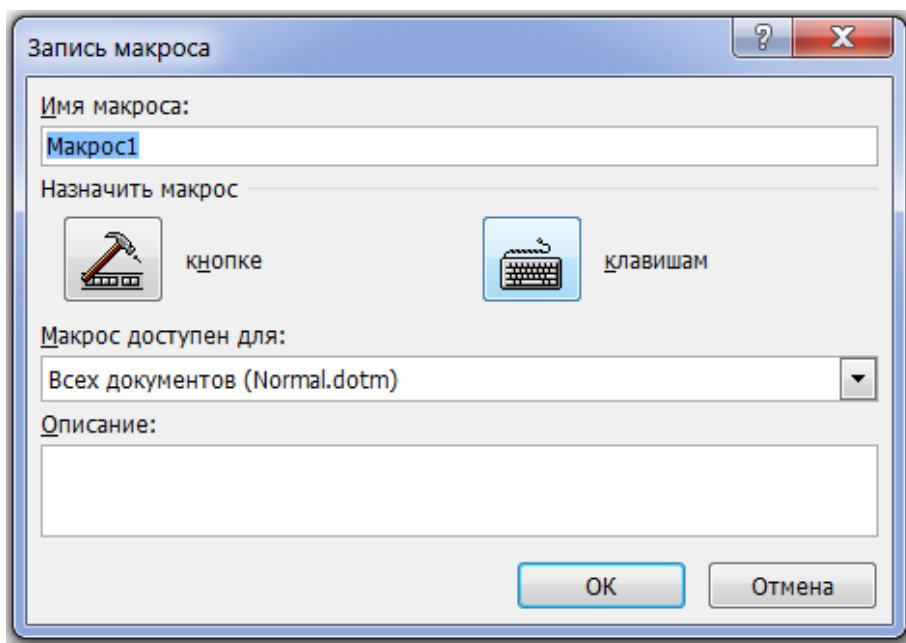 Запись макроса
Имя макроса:
Макрос1
Назначить макрос
кнопке клавишам
Макрос доступен для:
Всех документов (Normal.dotm)
Описание:
ОК Отмена